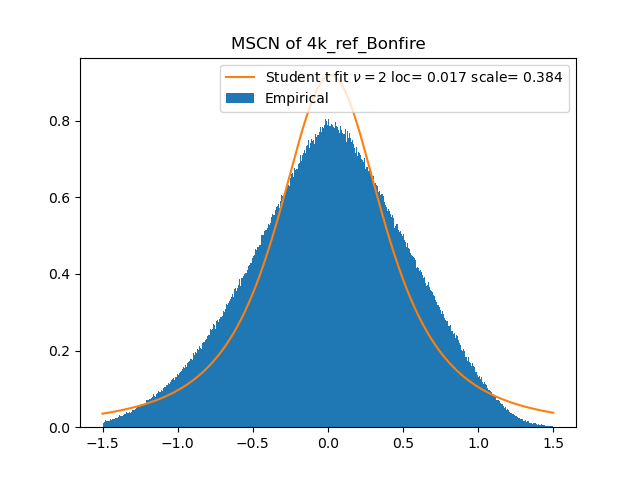 MSCN of 4k_ref_Bonfire
Student t fit ν = 2 loc= 0.017 scale= 0.384
Empirical
0.8
0.6
0.4
0.2
0.0
−1.5 −1.0 −0.5 0.0 0.5 1.0 1.5